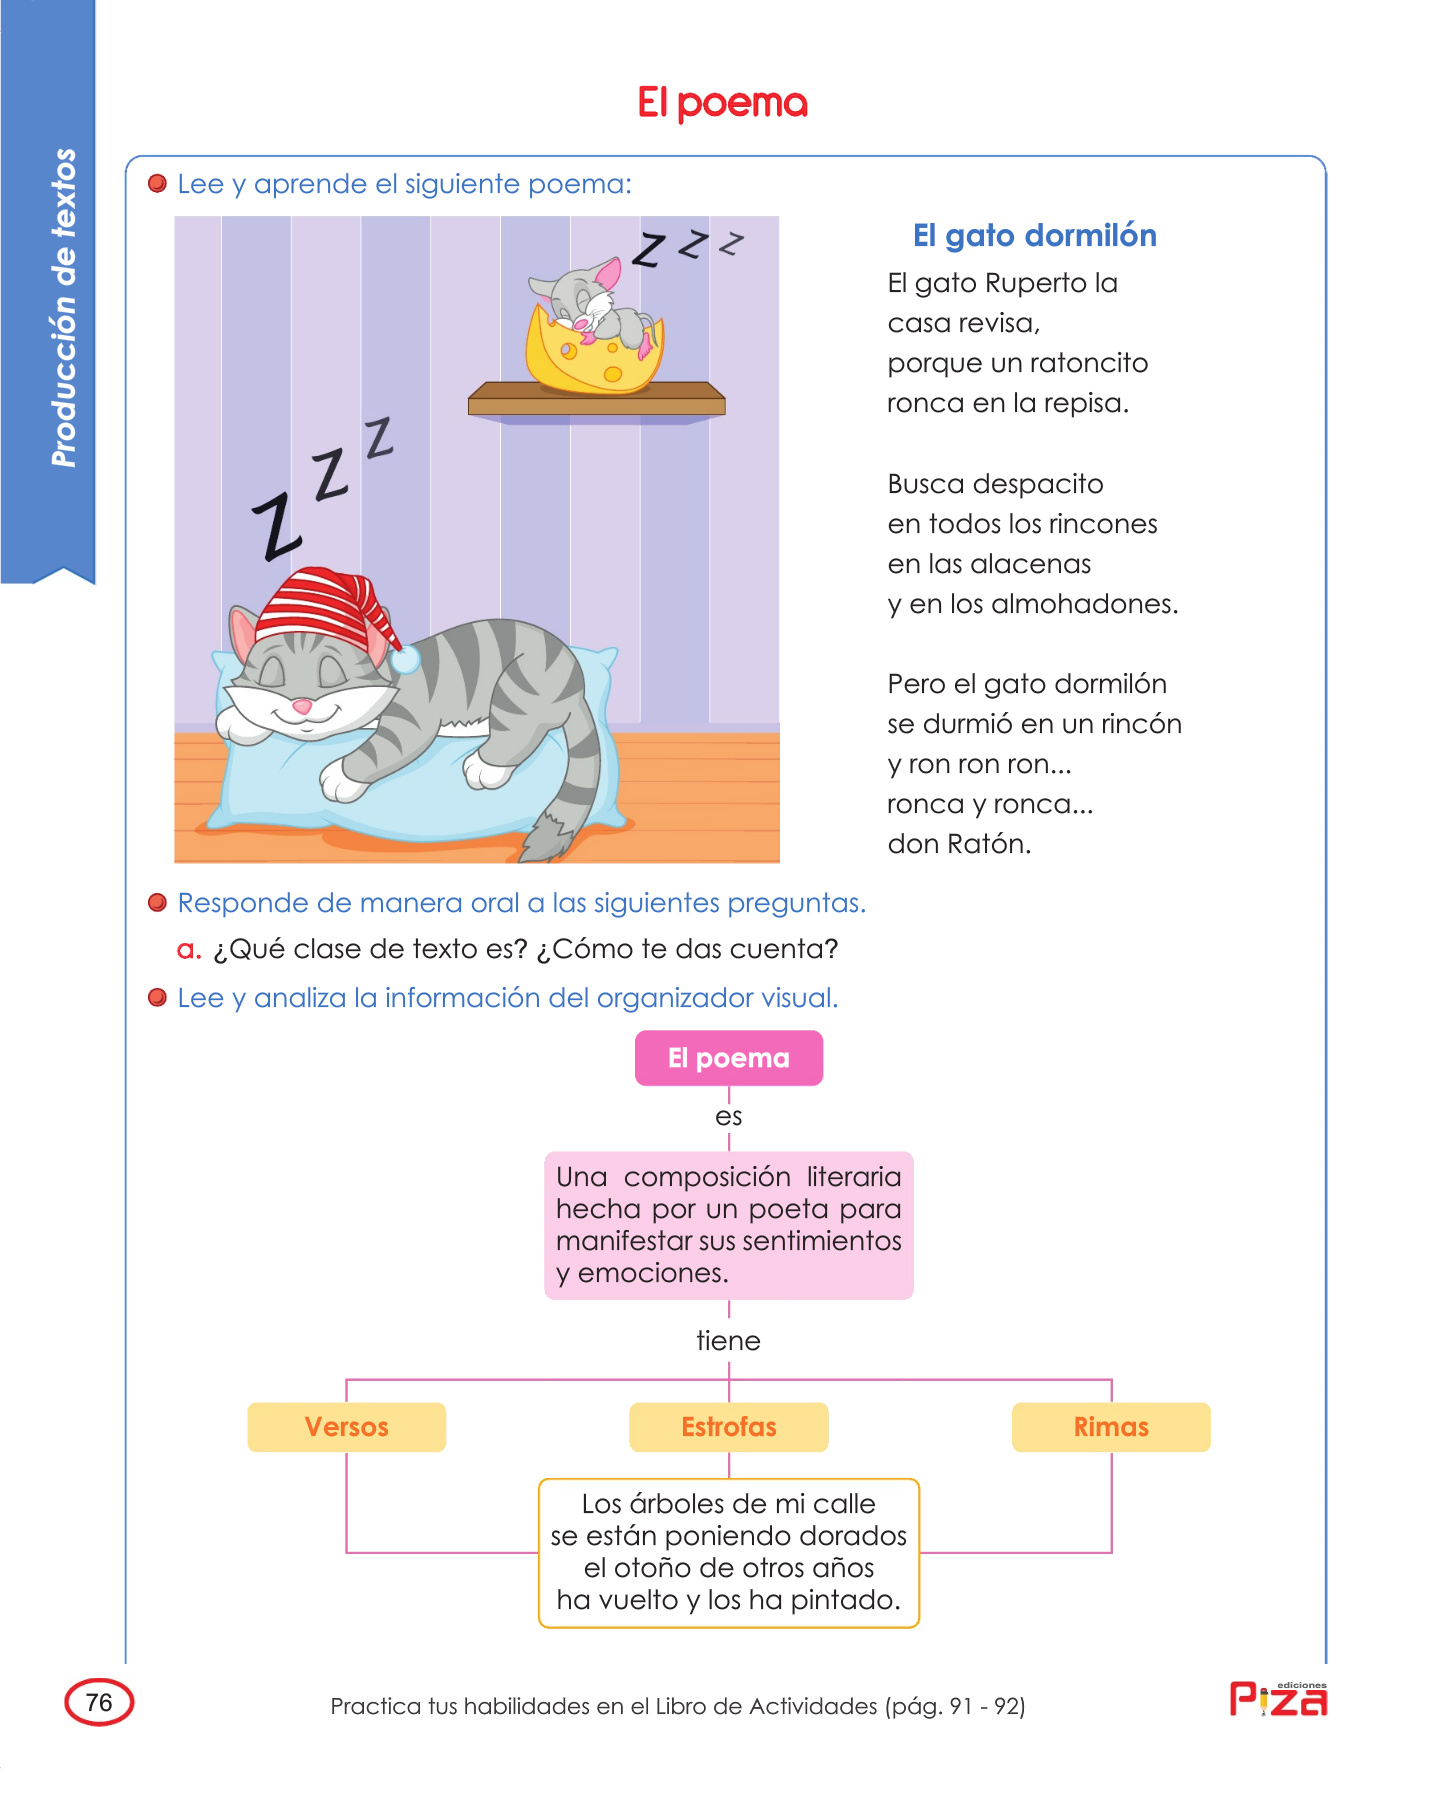 Producción de textos
El poema
Lee y aprende el siguiente poema:
z z z
z z z
El gato dormilón
El gato Ruperto la
casa revisa,
porque un ratoncito
ronca en la repisa.
Busca despacito
en todos los rincones
en las alacenas
y en los almohadones.
Pero el gato dormilón
se durmió en un rincón
y ron ron ron...
ronca y ronca...
don Ratón.
Responde de manera oral a las siguientes preguntas.
a. ¿Qué clase de texto es? ¿Cómo te das cuenta?
Lee y analiza la información del organizador visual.
El poema
es
Una composición literaria
hecha por un poeta para
manifestar sus sentimientos
y emociones.
tiene
Versos
Estrofas
Rimas
Los árboles de mi calle
se están poniendo dorados
el otoño de otros años
ha vuelto y los ha pintado.
76
Practica tus habilidades en el Libro de Actividades (pág. 91 - 92)
ediciones
Piza